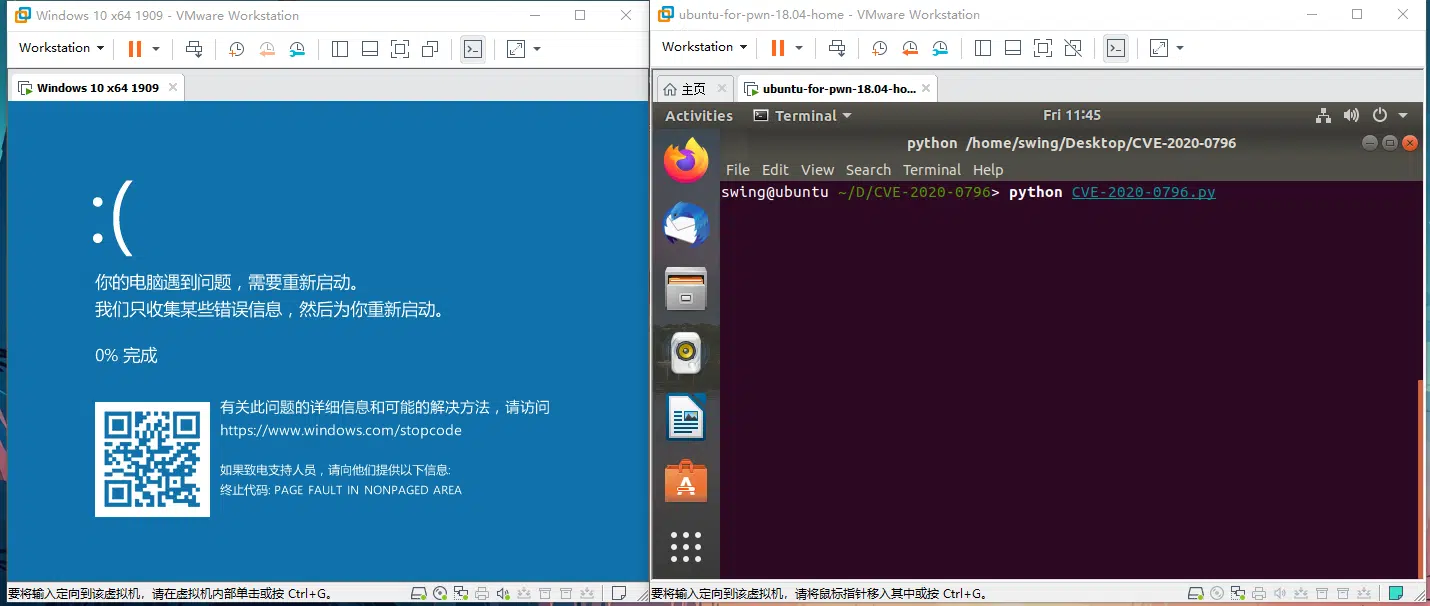 Windows 10 x64 1909 - VMware Workstation
Workstation
Windows 10 x64 1909
:(
你的电脑遇到问题，需要重新启动。
我们只收集某些错误信息，然后为你重新启动。
0% 完成
有关此问题的详细信息和可能的解决方法，请访问
https://www.windows.com/stopcode
如果致电支持人员，请向他们提供以下信息:
终止代码: PAGE FAULT IN NONPAGED AREA
要将输入定向到该虚拟机，请在虚拟机内部单击或按 Ctrl+G。
ubuntu-for-pwn-18.04-home - VMware Workstation
Workstation
主页
ubuntu-for-pwn-18.04-ho...
Activities
Terminal
Fri 11:45
python /home/swing/Desktop/CVE-2020-0796
File Edit View Search Terminal Help
swing@ubuntu ~/D/CVE-2020-0796> python CVE-2020-0796.py
要将输入定向到该虚拟机，请将鼠标指针移入其中或按 Ctrl+G。